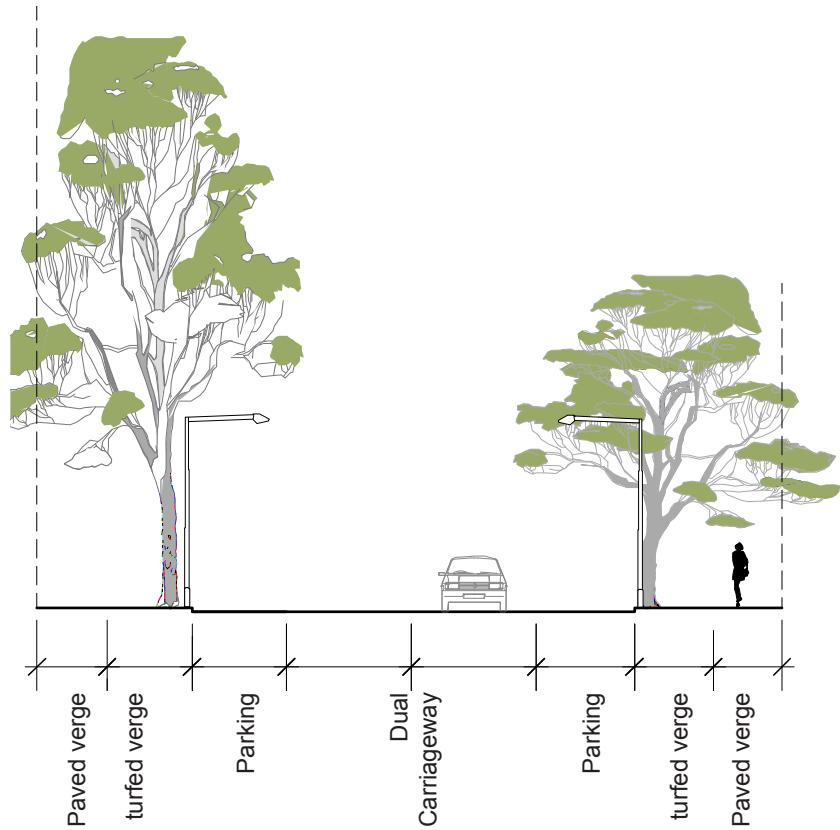 Paved verge
turfed verge
Parking
Dual
Carriageway
Parking
turfed verge
Paved verge